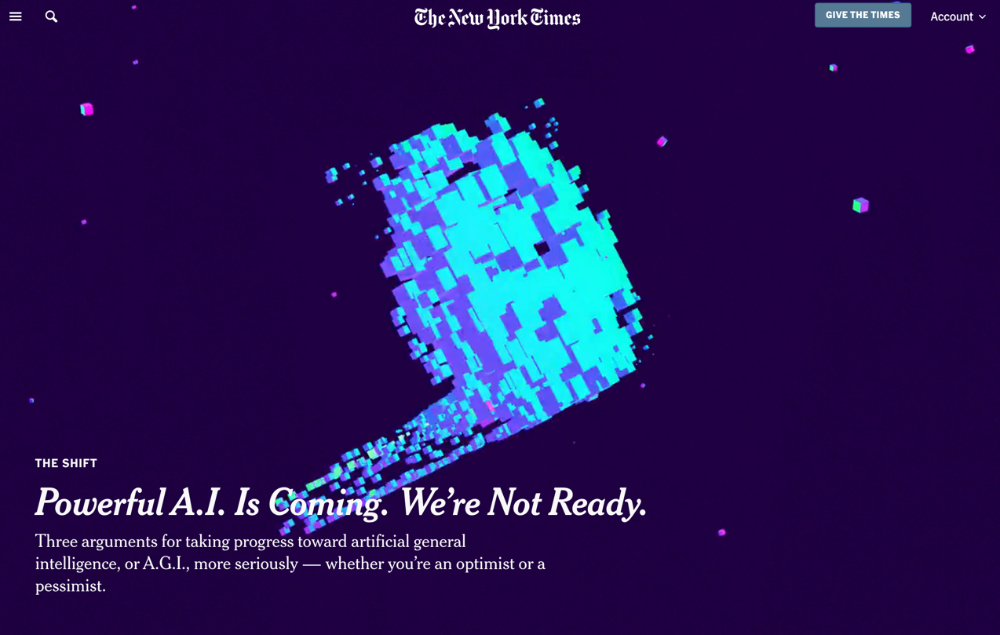 The New York Times
GIVE THE TIMES
Account
THE SHIFT
Powerful A.I. Is Coming. We’re Not Ready.
Three arguments for taking progress toward artificial general
intelligence, or A.G.I., more seriously — whether you’re an optimist or a
pessimist.